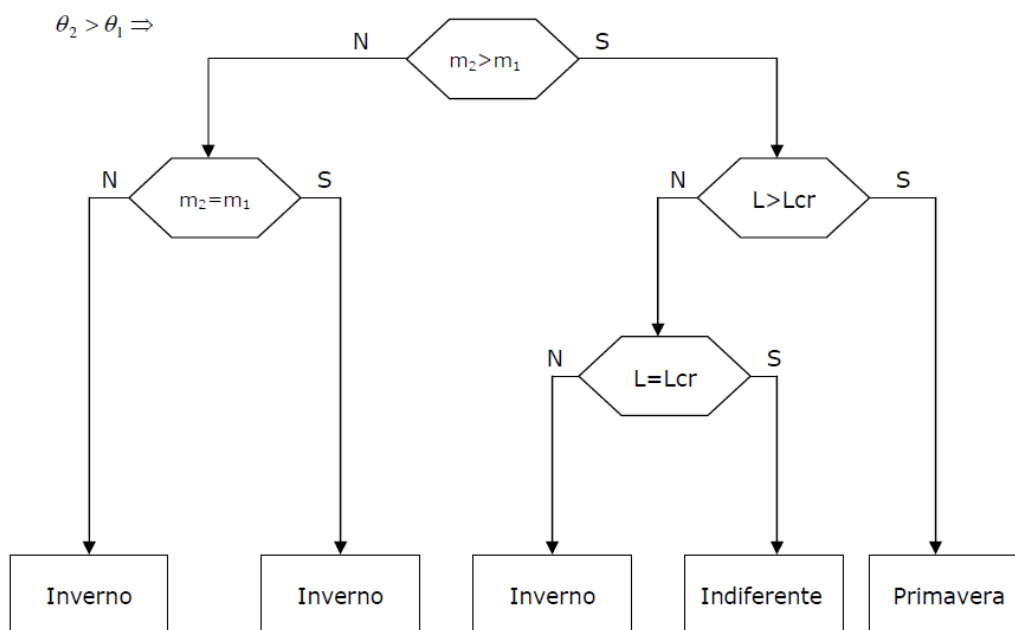 θ₂ > θ₁ ⇒
N
m₂>m₁
S
N
m₂=m₁
S
N
L>Lcr
S
N
L=Lcr
S
Inverno
Inverno
Inverno
Indiferente
Primavera